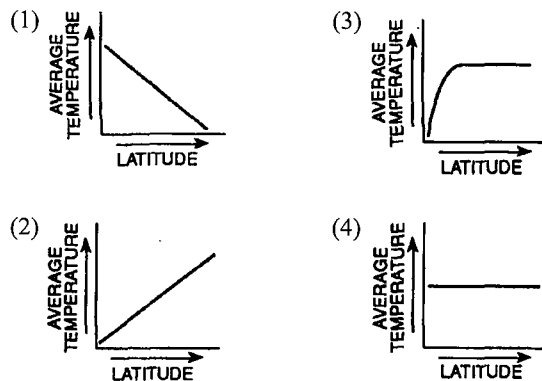 (1)
AVERAGE
TEMPERATURE
LATITUDE
(2)
AVERAGE
TEMPERATURE
LATITUDE
(3)
AVERAGE
TEMPERATURE
LATITUDE
(4)
AVERAGE
TEMPERATURE
LATITUDE